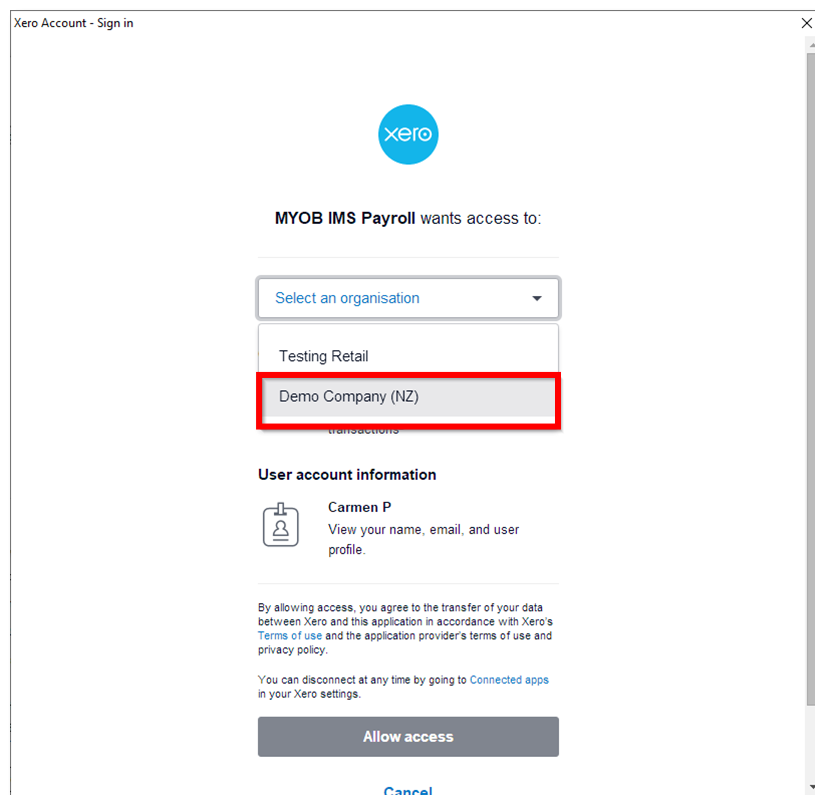 Xero Account - Sign in
xero
MYOB IMS Payroll wants access to:
Select an organisation
Testing Retail
Demo Company (NZ)
transactions
User account information
Carmen P
View your name, email, and user
profile.
By allowing access, you agree to the transfer of your data
between Xero and this application in accordance with Xero's
Terms of use and the application provider's terms of use and
privacy policy.
You can disconnect at any time by going to Connected apps
in your Xero settings.
Allow access
Cancel